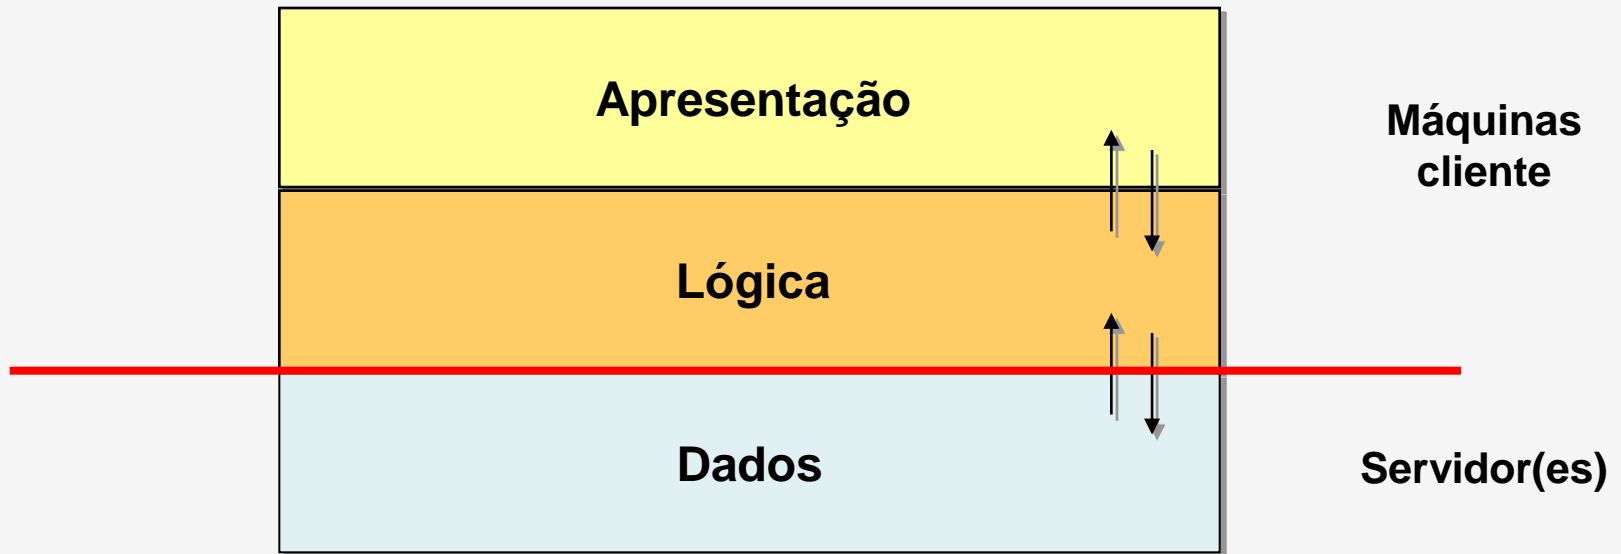 Apresentação
Máquinas
cliente
Lógica
Dados
Servidor(es)